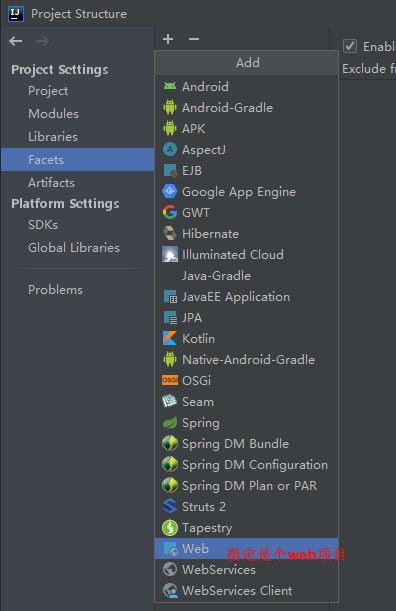 Project Structure
Project Settings
Project
Modules
Libraries
Facets
Artifacts
Platform Settings
SDKs
Global Libraries
Problems
Add
Android
Android-Gradle
APK
AspectJ
EJB
Google App Engine
GWT
Hibernate
Illuminated Cloud
Java-Gradle
JavaEE Application
JPA
Kotlin
Native-Android-Gradle
OSGi
Seam
Spring
Spring DM Bundle
Spring DM Configuration
Spring DM Plan or PAR
Struts 2
Tapestry
Web 指定是个web项目
WebServices
WebServices Client
Enable
Exclude fr